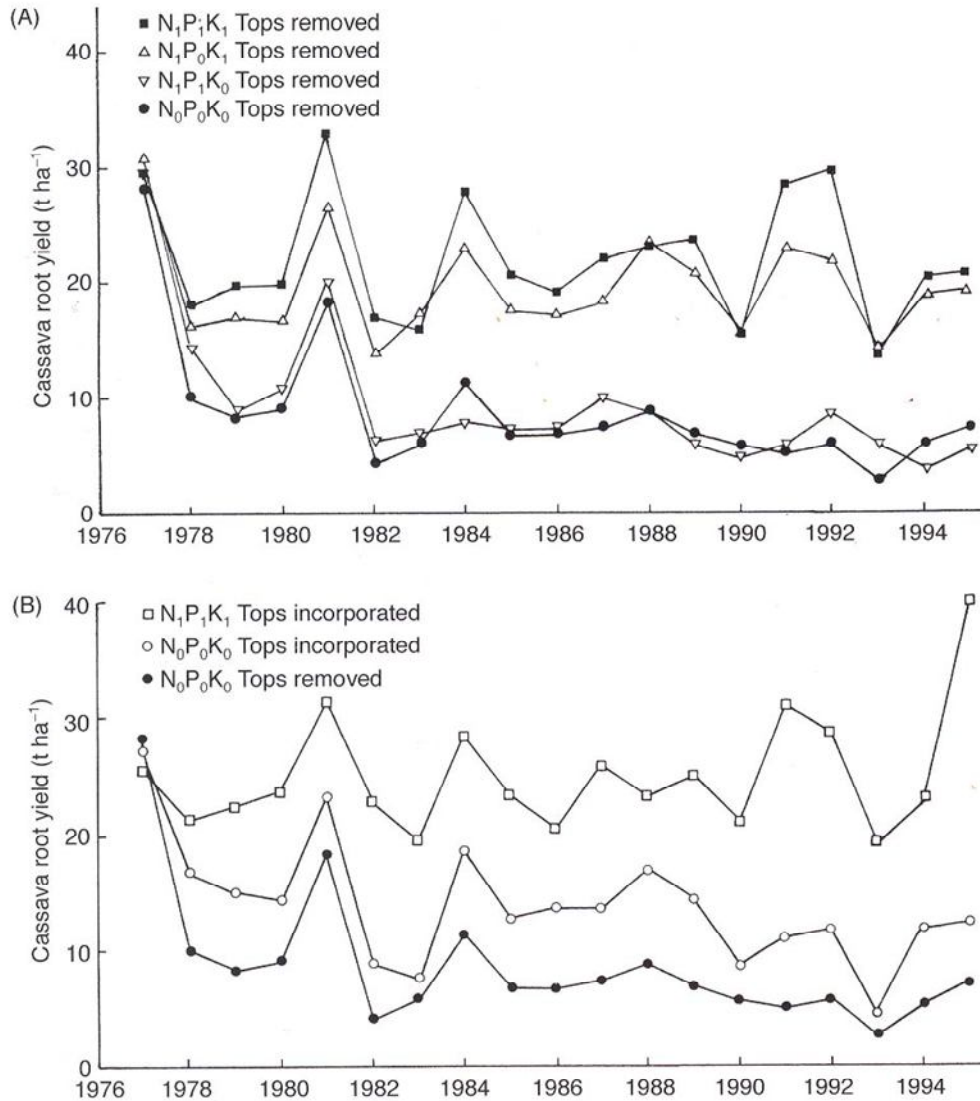 (A)
N₁P₁K₁ Tops removed
N₁P₀K₁ Tops removed
N₁P₁K₀ Tops removed
N₀P₀K₀ Tops removed
Cassava root yield (t ha⁻¹)
40
30
20
10
0
1976 1978 1980 1982 1984 1986 1988 1990 1992 1994
(B)
N₁P₁K₁ Tops incorporated
N₀P₀K₀ Tops incorporated
N₀P₀K₀ Tops removed
Cassava root yield (t ha⁻¹)
40
30
20
10
0
1976 1978 1980 1982 1984 1986 1988 1990 1992 1994